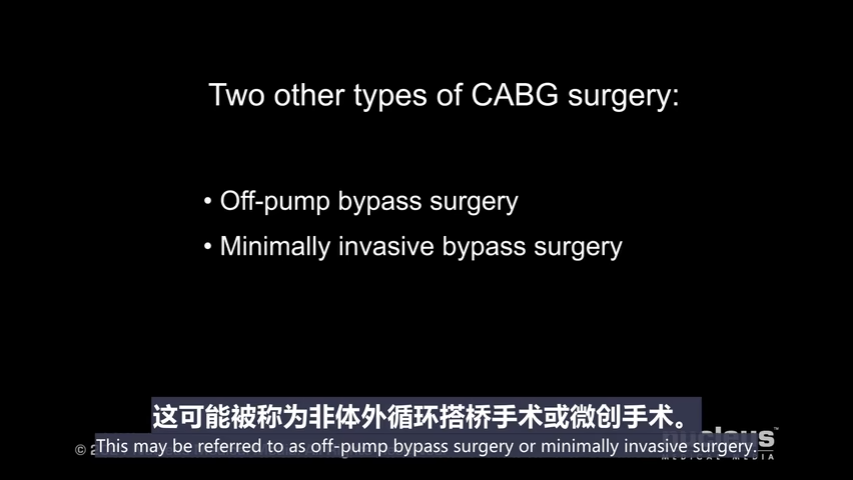 Two other types of CABG surgery:
• Off-pump bypass surgery
• Minimally invasive bypass surgery
这可能被称为非体外循环搭桥手术或微创手术。
This may be referred to as off-pump bypass surgery or minimally invasive surgery.
nucleus
MEDICAL MEDIA
© 2